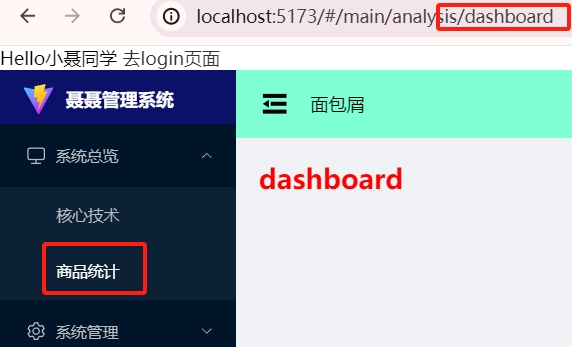 localhost:5173/#/main/analysis/dashboard
Hello小聂同学 去login页面
聂聂管理系统
面包屑
系统总览
dashboard
核心技术
商品统计
系统管理